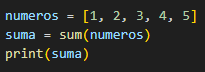 numeros = [1, 2, 3, 4, 5]
suma = sum(numeros)
print(suma)